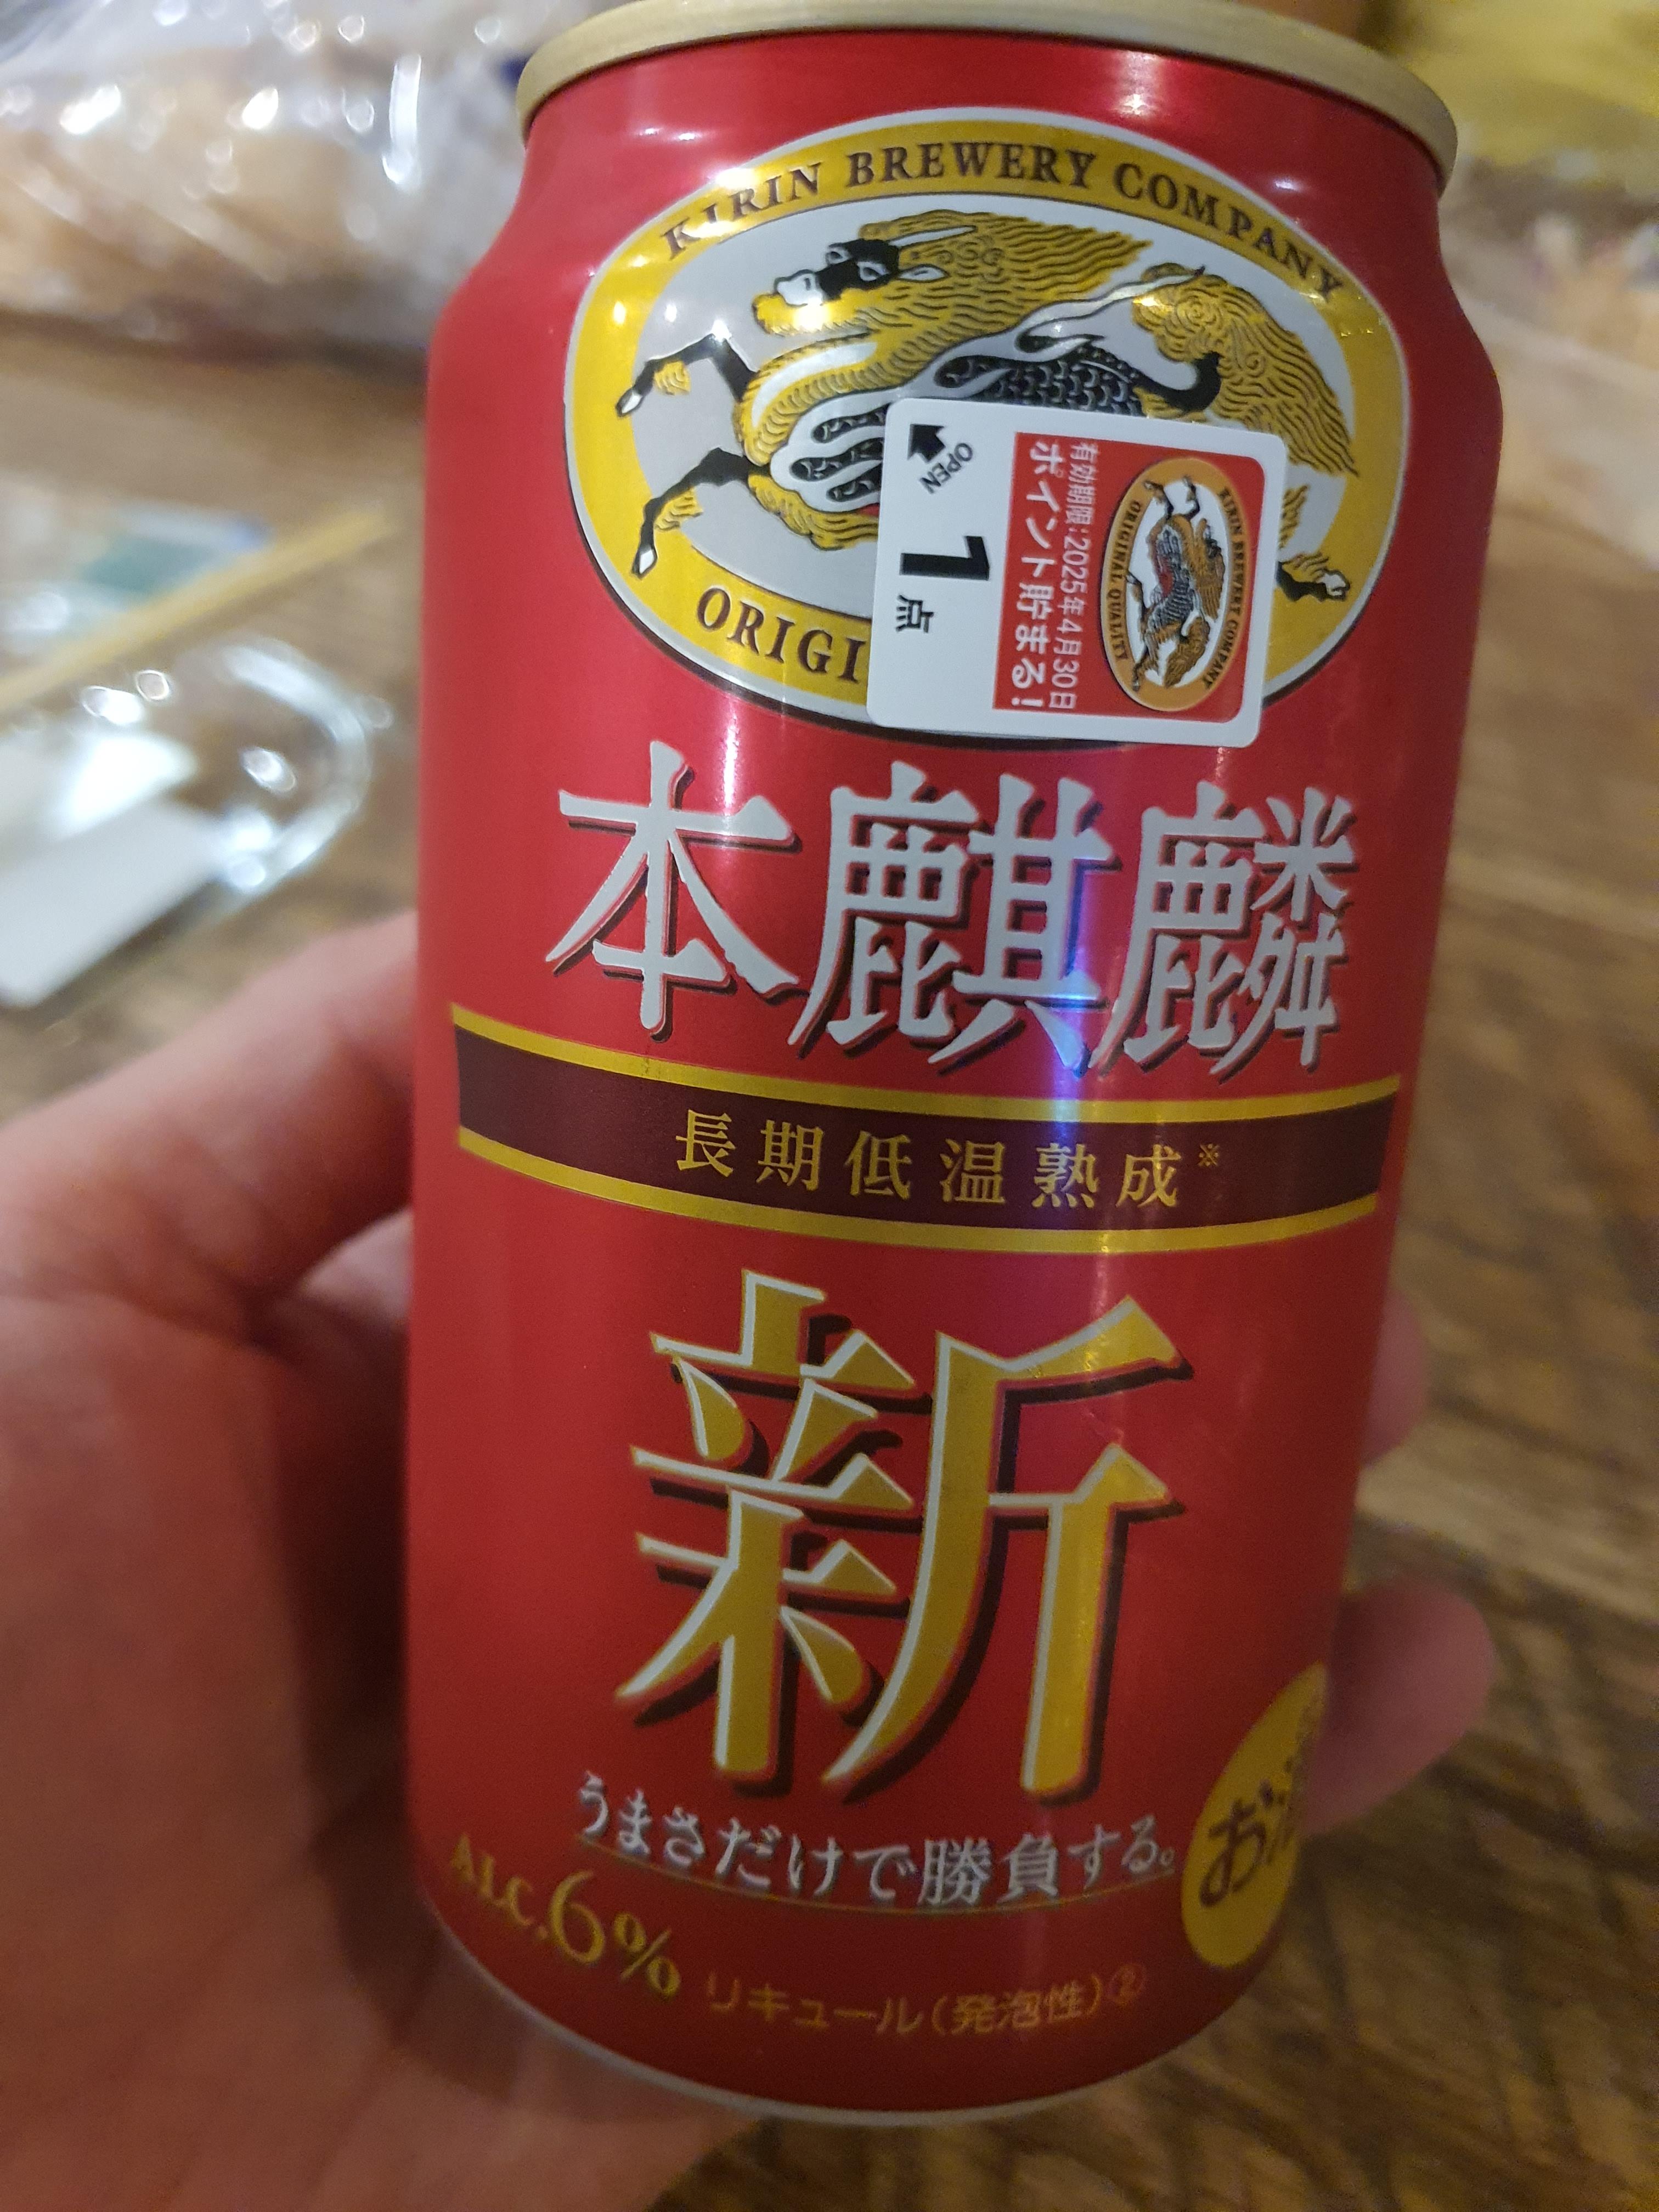 KIRIN BREWERY COMPANY
ORIGI
OPEN
1点
ポイント貯まる!
有効期限:2025年4月30日
KIRIN BREWERY COMPANY
ORIGINAL QUALITY
本麒麟
長期低温熟成※
新
うまさだけで勝負する。
お酒
ALC.6%
リキュール(発泡性)②